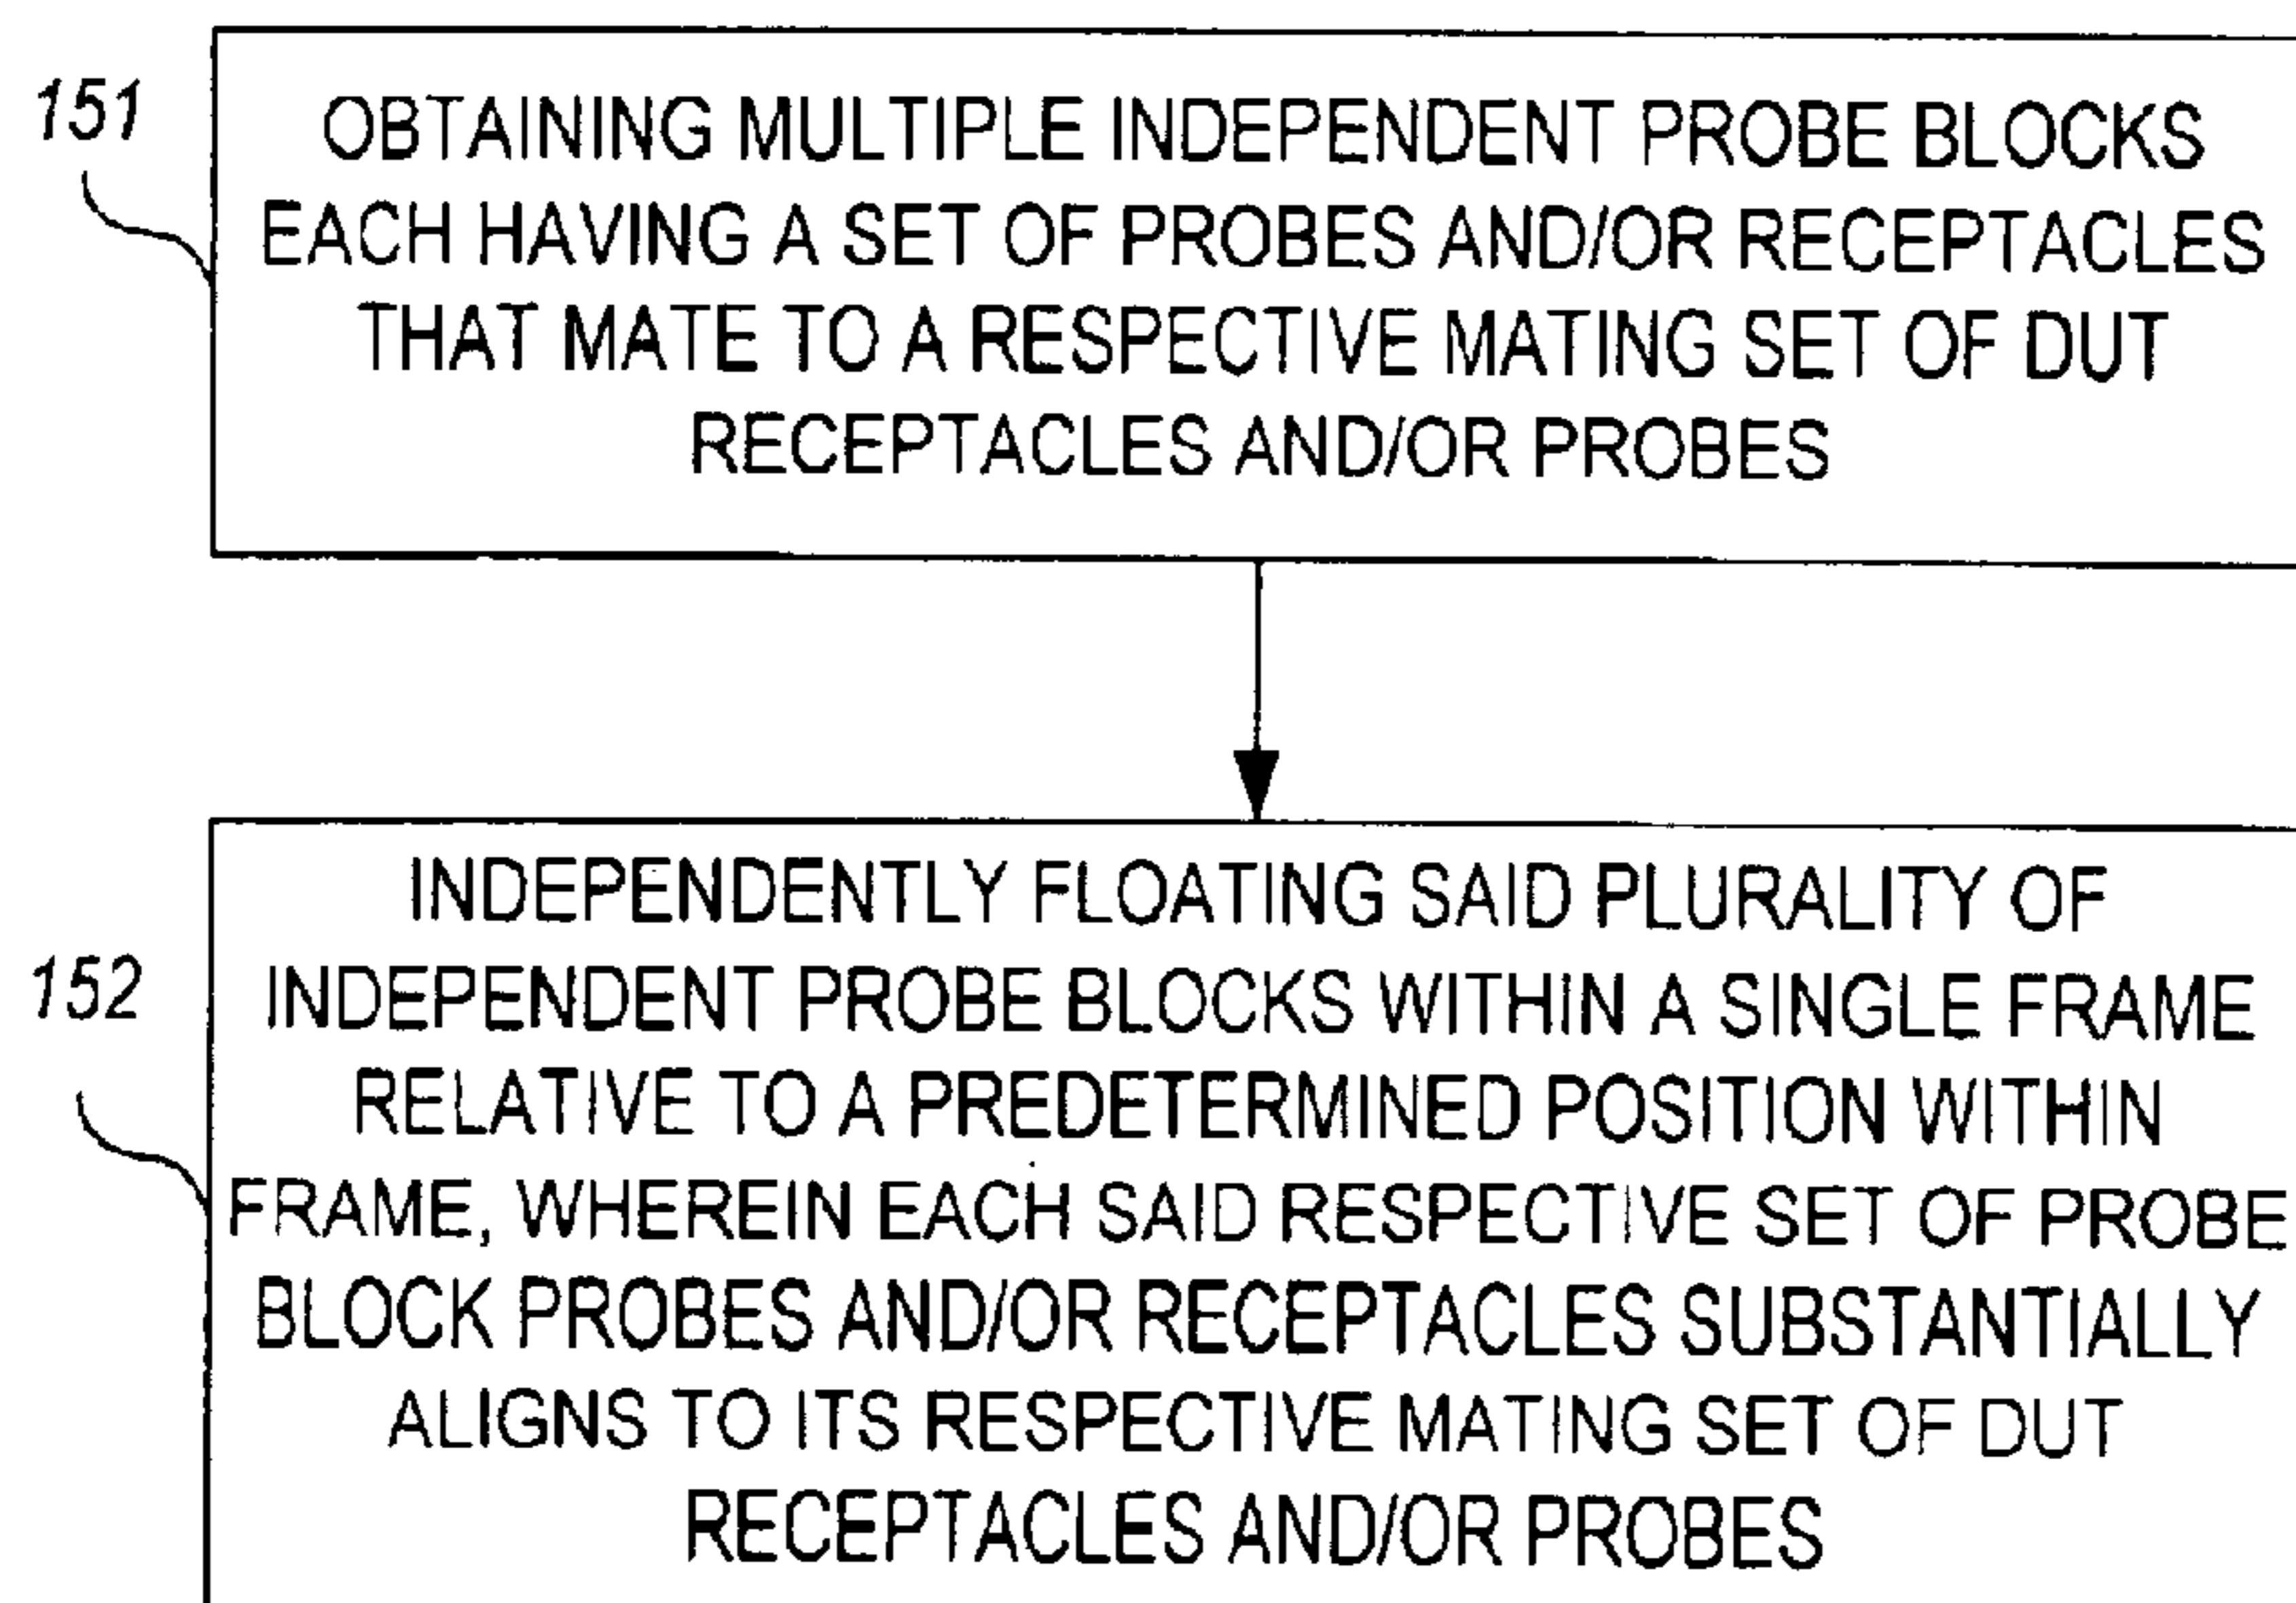 151
OBTAINING MULTIPLE INDEPENDENT PROBE BLOCKS
EACH HAVING A SET OF PROBES AND/OR RECEPTACLES
THAT MATE TO A RESPECTIVE MATING SET OF DUT
RECEPTACLES AND/OR PROBES
152
INDEPENDENTLY FLOATING SAID PLURALITY OF
INDEPENDENT PROBE BLOCKS WITHIN A SINGLE FRAME
RELATIVE TO A PREDETERMINED POSITION WITHIN
FRAME, WHEREIN EACH SAID RESPECTIVE SET OF PROBE
BLOCK PROBES AND/OR RECEPTACLES SUBSTANTIALLY
ALIGNS TO ITS RESPECTIVE MATING SET OF DUT
RECEPTACLES AND/OR PROBES